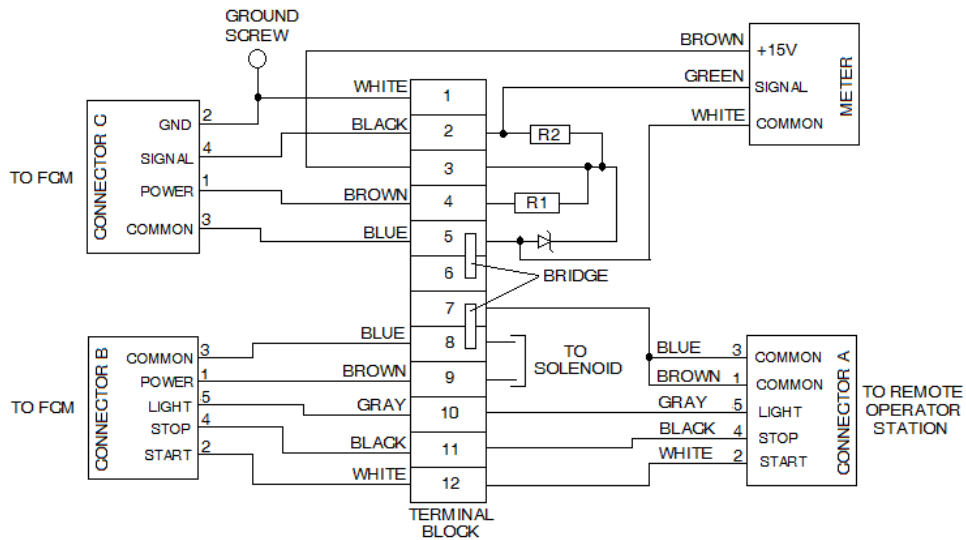 GROUND
SCREW
BROWN
+15V
GREEN
SIGNAL
WHITE
COMMON
METER
WHITE
1
CONNECTOR C
TO FCM
GND
2
BLACK
2
R2
SIGNAL
4
3
POWER
1
BROWN
4
R1
COMMON
3
BLUE
5
6
BRIDGE
7
CONNECTOR B
TO FCM
COMMON
3
BLUE
8
TO
SOLENOID
POWER
1
BROWN
9
LIGHT
5
GRAY
10
STOP
4
BLACK
11
START
2
WHITE
12
TERMINAL
BLOCK
BLUE
3
COMMON
BROWN
1
COMMON
GRAY
5
LIGHT
BLACK
4
STOP
WHITE
2
START
CONNECTOR A
TO REMOTE
OPERATOR
STATION